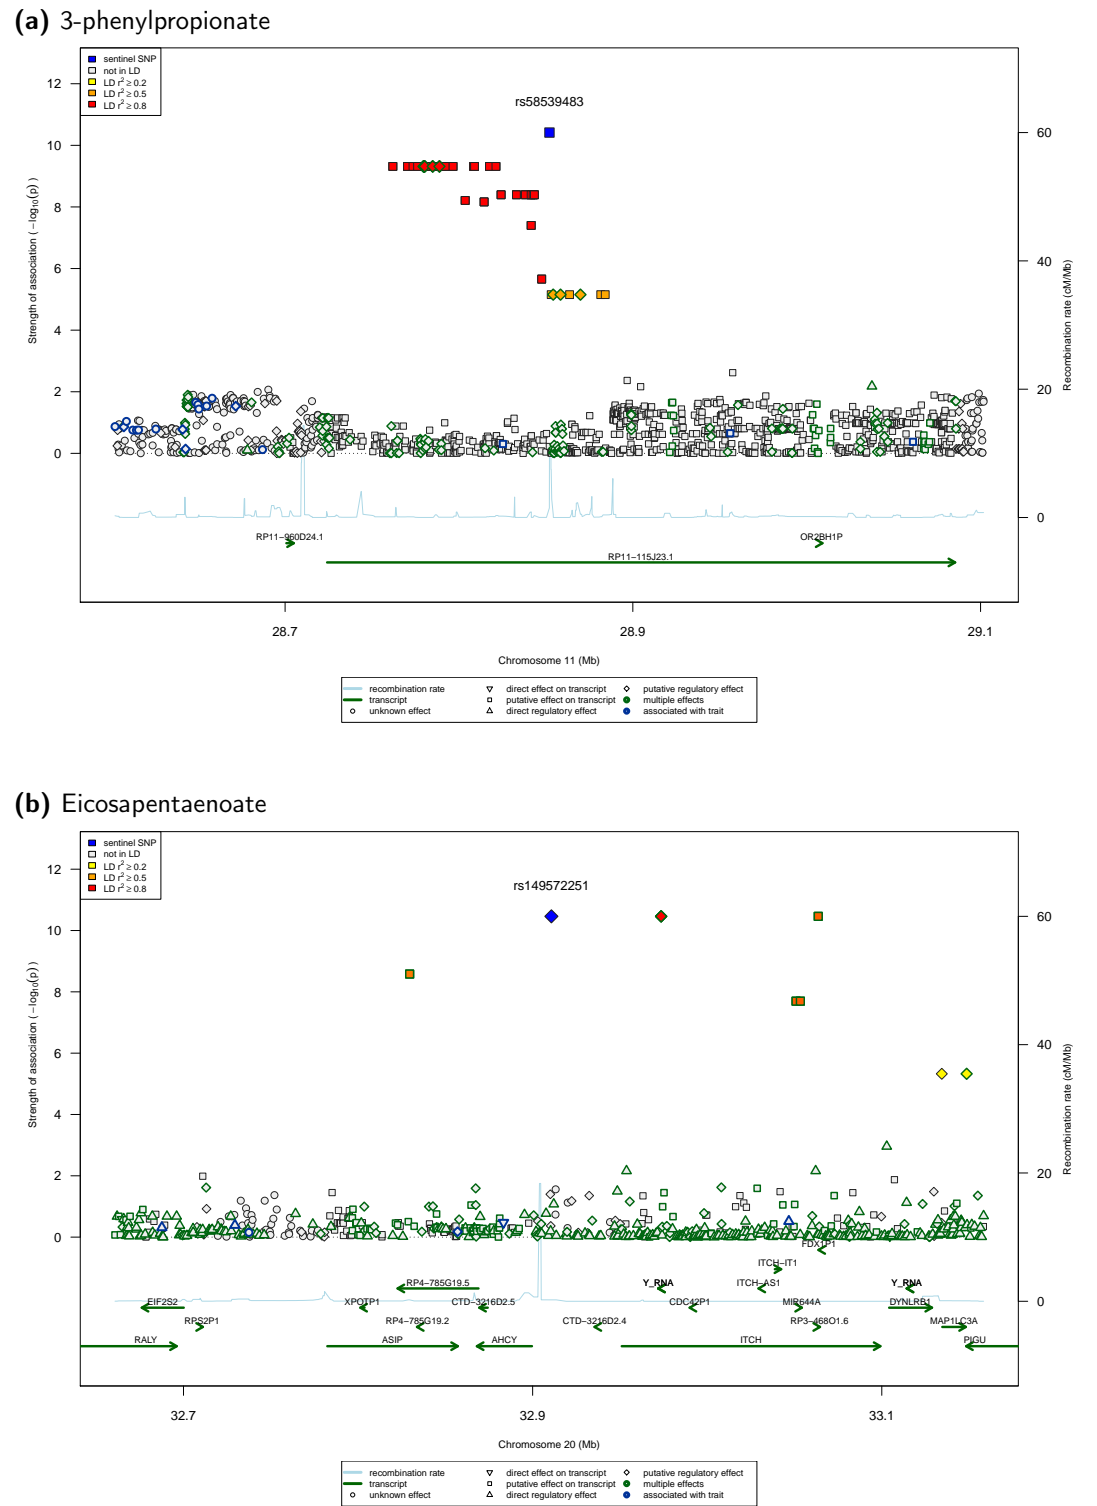 (a) 3-phenylpropionate
sentinel SNP
not in LD
LD r² ≥ 0.2
LD r² ≥ 0.5
LD r² ≥ 0.8
rs58539483
12
10
8
6
4
2
0
60
40
20
0
Strength of association (−log₁₀(p))
Recombination rate (cM/Mb)
RP11−960D24.1
OR2BH1P
RP11−115J23.1
28.7
28.9
29.1
Chromosome 11 (Mb)
recombination rate
transcript
unknown effect
direct effect on transcript
putative effect on transcript
direct regulatory effect
putative regulatory effect
multiple effects
associated with trait
(b) Eicosapentaenoate
sentinel SNP
not in LD
LD r² ≥ 0.2
LD r² ≥ 0.5
LD r² ≥ 0.8
rs149572251
12
10
8
6
4
2
0
60
40
20
0
Strength of association (−log₁₀(p))
Recombination rate (cM/Mb)
FDX1P1
ITCH−IT1
RP4−785G19.5
Y_RNA
ITCH−AS1
Y_RNA
EIF2S2
XPOTP1
CTD−3216D2.5
CDC42P1
MIR644A
DYNLRB1
RPS2P1
RP4−785G19.2
CTD−3216D2.4
RP3−468O1.6
MAP1LC3A
RALY
ASIP
AHCY
ITCH
PIGU
32.7
32.9
33.1
Chromosome 20 (Mb)
recombination rate
transcript
unknown effect
direct effect on transcript
putative effect on transcript
direct regulatory effect
putative regulatory effect
multiple effects
associated with trait